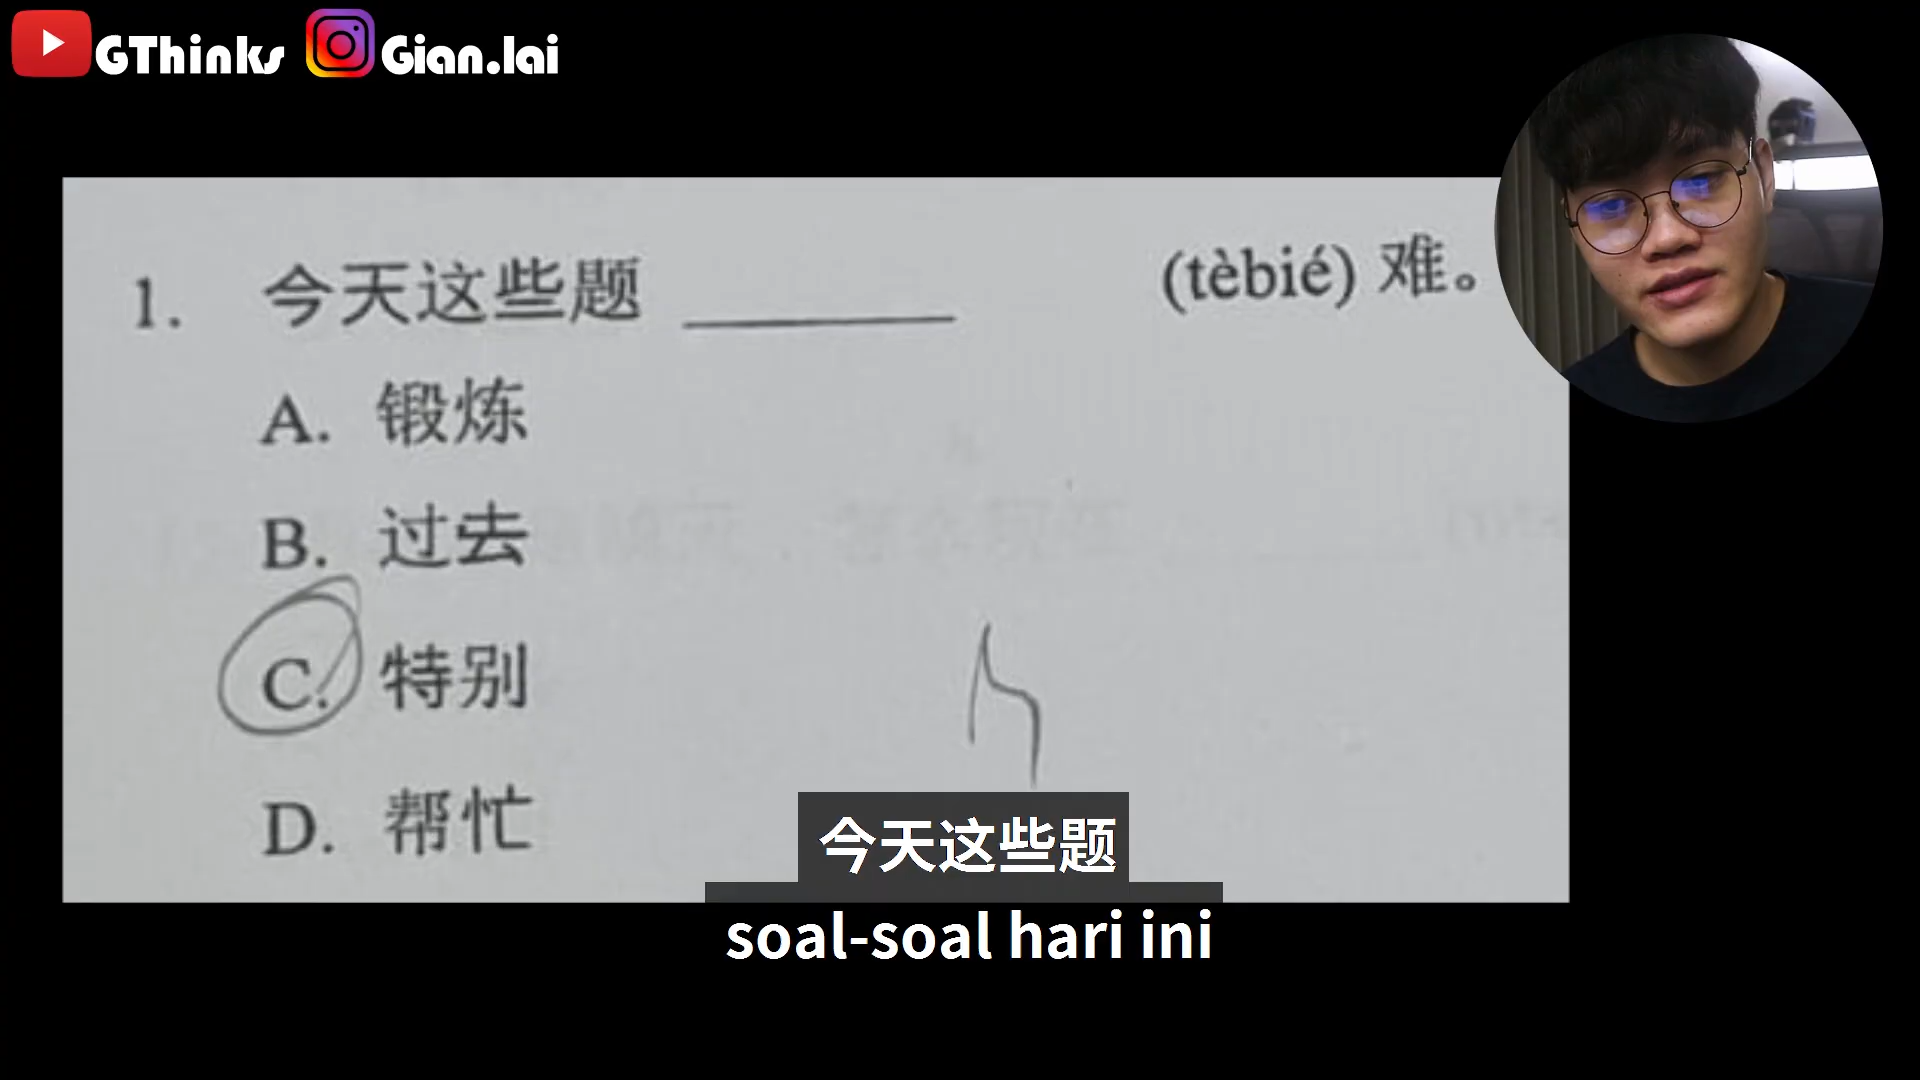 GThinks Gian.lai
1. 今天这些题 ________ (tèbié) 难。
A. 锻炼
B. 过去
C. 特别
D. 帮忙
今天这些题
soal-soal hari ini